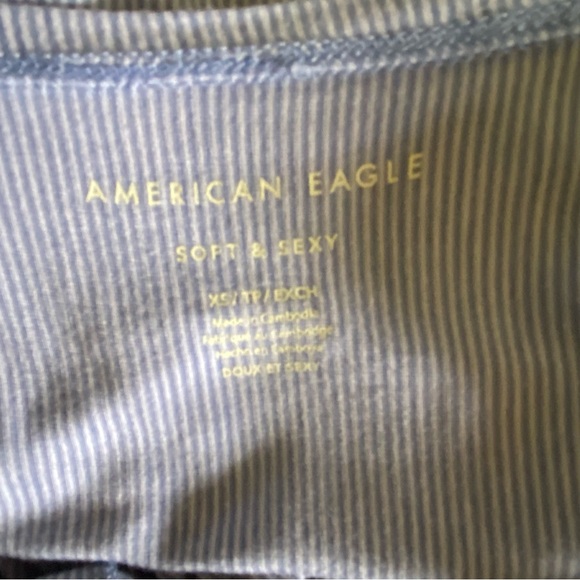 AMERICAN EAGLE
SOFT & SEXY
XS/TP/EXCH
Made in Cambodia
Fabriqué au Cambodge
Hecho en Camboya
DOUX ET SEXY